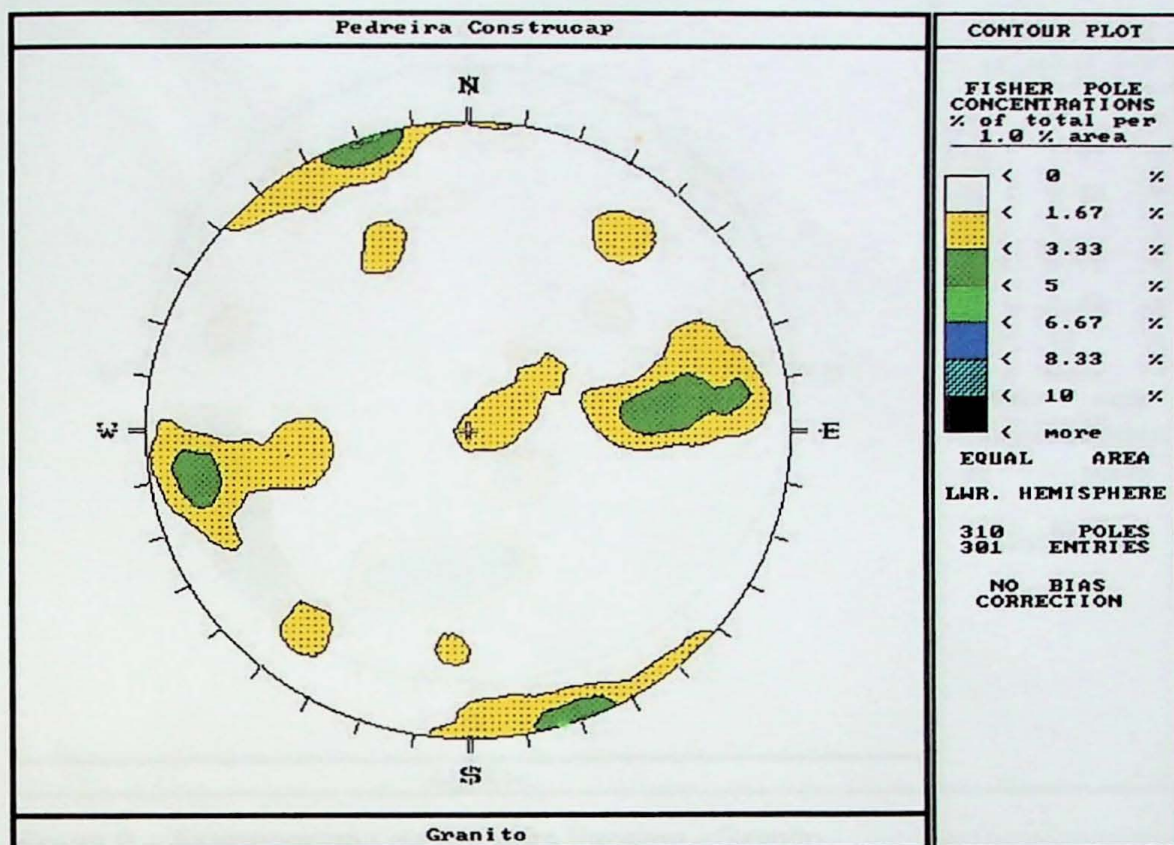 Pedreira Construcap
CONTOUR PLOT
N
W
E
S
Granito
FISHER POLE
CONCENTRATIONS
% of total per
1.0 % area
< 0 %
< 1.67 %
< 3.33 %
< 5 %
< 6.67 %
< 8.33 %
< 10 %
< more
EQUAL AREA
LWR. HEMISPHERE
310 POLES
301 ENTRIES
NO BIAS
CORRECTION